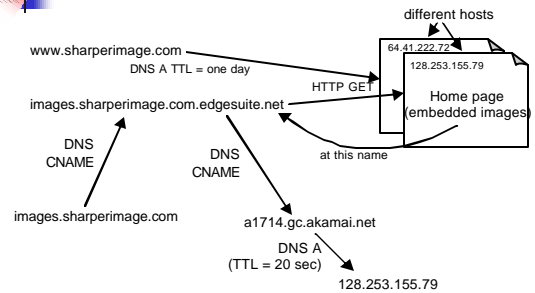 different hosts
www.sharperimage.com
64.41.222.72
DNS A TTL = one day
128.253.155.79
HTTP GET
Home page
(embedded images)
images.sharperimage.com.edgesuite.net
DNS
CNAME
at this name
DNS
CNAME
images.sharperimage.com
a1714.gc.akamai.net
DNS A
(TTL = 20 sec)
128.253.155.79